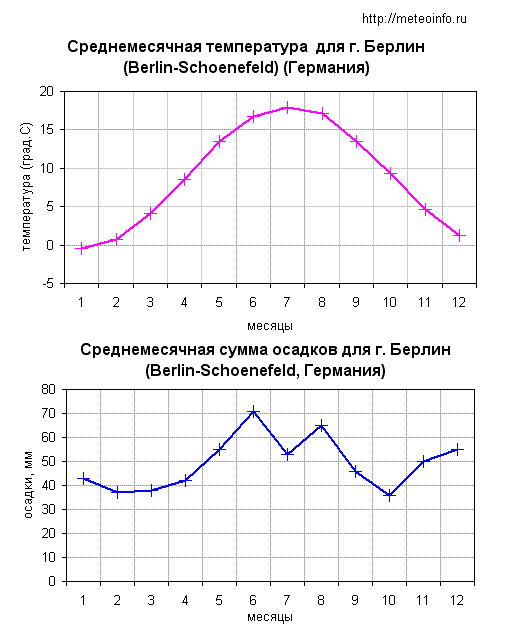 http://meteoinfo.ru
Среднемесячная температура для г. Берлин
(Berlin-Schoenefeld) (Германия)
температура (град.С)
20
15
10
5
0
-5
1 2 3 4 5 6 7 8 9 10 11 12
месяцы
Среднемесячная сумма осадков для г. Берлин
(Berlin-Schoenefeld, Германия)
осадки, мм
80
70
60
50
40
30
20
10
0
1 2 3 4 5 6 7 8 9 10 11 12
месяцы